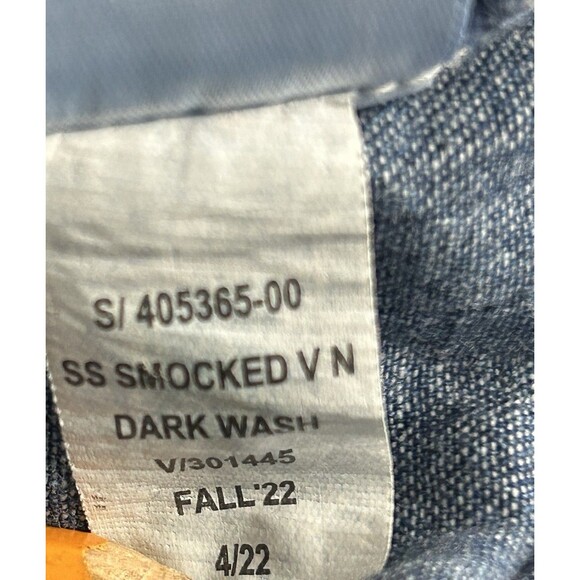 S/ 405365-00
SS SMOCKED V N
DARK WASH
V/301445
FALL'22
4/22